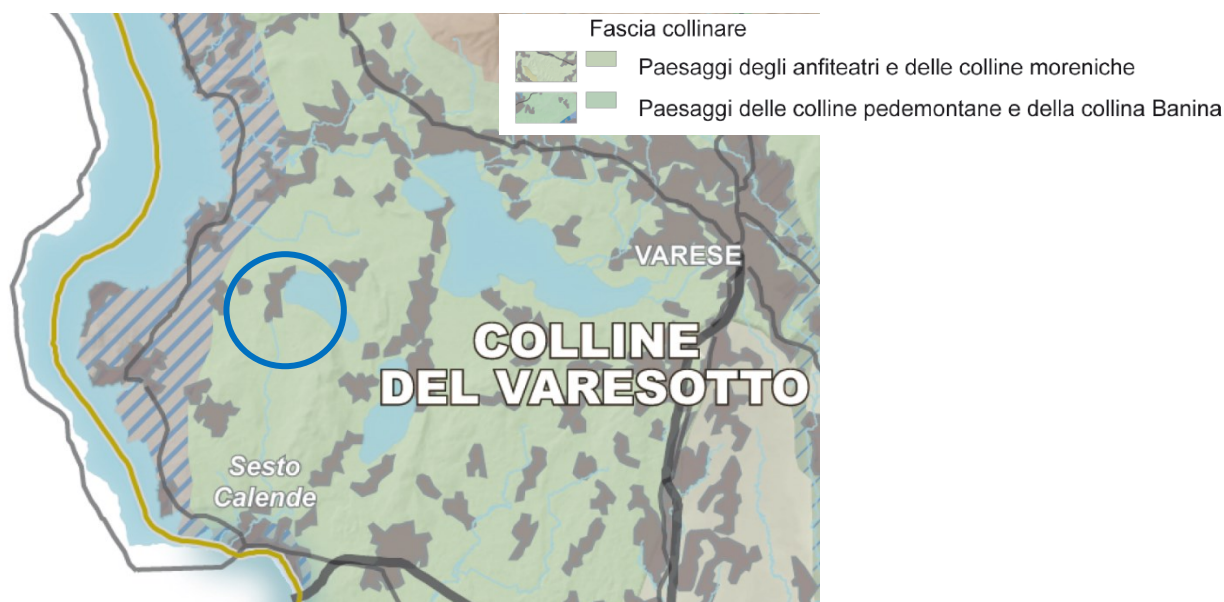 Fascia collinare
Paesaggi degli anfiteatri e delle colline moreniche
Paesaggi delle colline pedemontane e della collina Banina
VARESE
COLLINE
DEL VARESOTTO
Sesto
Calende